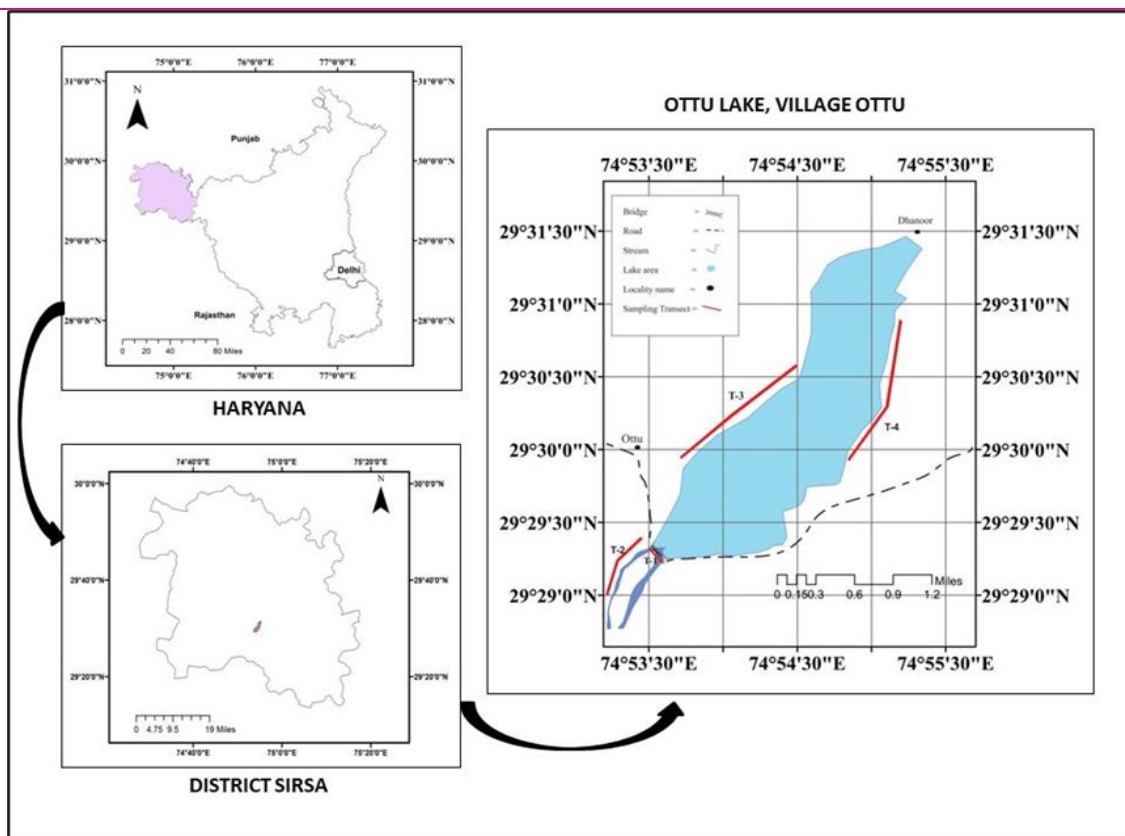 75°0'0"E 76°0'0"E 77°0'0"E
31°0'0"N 31°0'0"N
N
Punjab
30°0'0"N 30°0'0"N
29°0'0"N 29°0'0"N
Delhi
Rajasthan
28°0'0"N 28°0'0"N
0 20 40 80 Miles
75°0'0"E 76°0'0"E 77°0'0"E
HARYANA
74°40'0"E 75°0'0"E 75°20'0"E
N
30°0'0"N 30°0'0"N
29°40'0"N 29°40'0"N
29°20'0"N 29°20'0"N
0 4.75 9.5 19 Miles
74°40'0"E 75°0'0"E 75°20'0"E
DISTRICT SIRSA
OTTU LAKE, VILLAGE OTTU
74°53'30"E 74°54'30"E 74°55'30"E
Bridge
Road
Stream
Lake area
Locality name
Sampling Transect
Dhanoor
29°31'30"N 29°31'30"N
29°31'0"N 29°31'0"N
29°30'30"N 29°30'30"N
T-3
T-4
Ottu
29°30'0"N 29°30'0"N
29°29'30"N 29°29'30"N
T-2
T-1
Miles
0 0.15 0.3 0.6 0.9 1.2
29°29'0"N 29°29'0"N
74°53'30"E 74°54'30"E 74°55'30"E